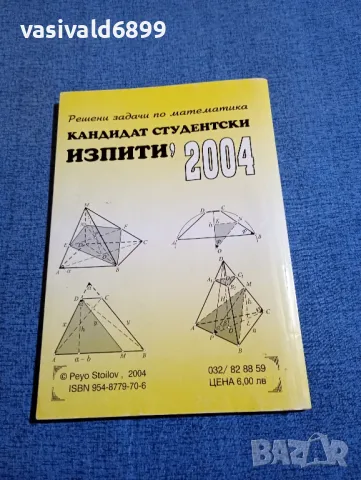 vasivald6899
Решени задачи по математика
КАНДИДАТ СТУДЕНТСКИ
ИЗПИТИ’ 2004
© Peyo Stoilov, 2004
ISBN 954-8779-70-6
032/ 82 88 59
ЦЕНА 6,00 лв
BAZAR